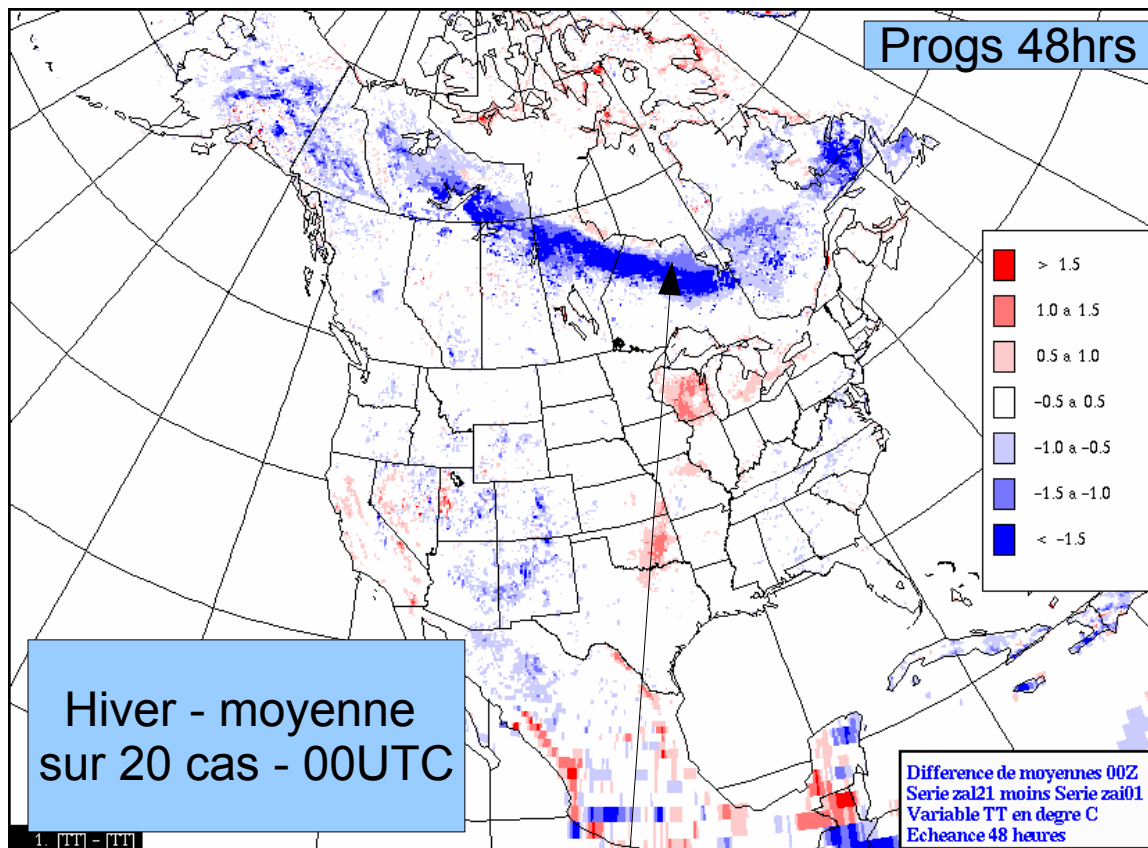 Progs 48hrs
> 1.5
1.0 a 1.5
0.5 a 1.0
-0.5 a 0.5
-1.0 a -0.5
-1.5 a -1.0
< -1.5
Hiver - moyenne
sur 20 cas - 00UTC
Difference de moyennes 00Z
Serie zal21 moins Serie zai01
Variable TT en degre C
Echeance 48 heures
1. [TT] - [TT]